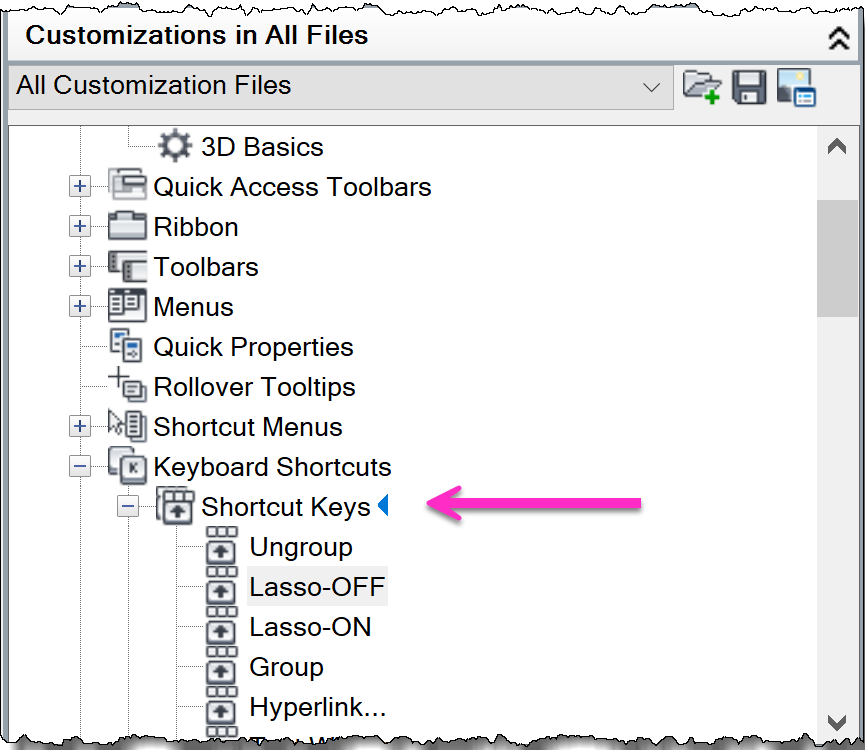 Customizations in All Files
All Customization Files
3D Basics
Quick Access Toolbars
Ribbon
Toolbars
Menus
Quick Properties
Rollover Tooltips
Shortcut Menus
K Keyboard Shortcuts
Shortcut Keys
Ungroup
Lasso-OFF
Lasso-ON
Group
Hyperlink...